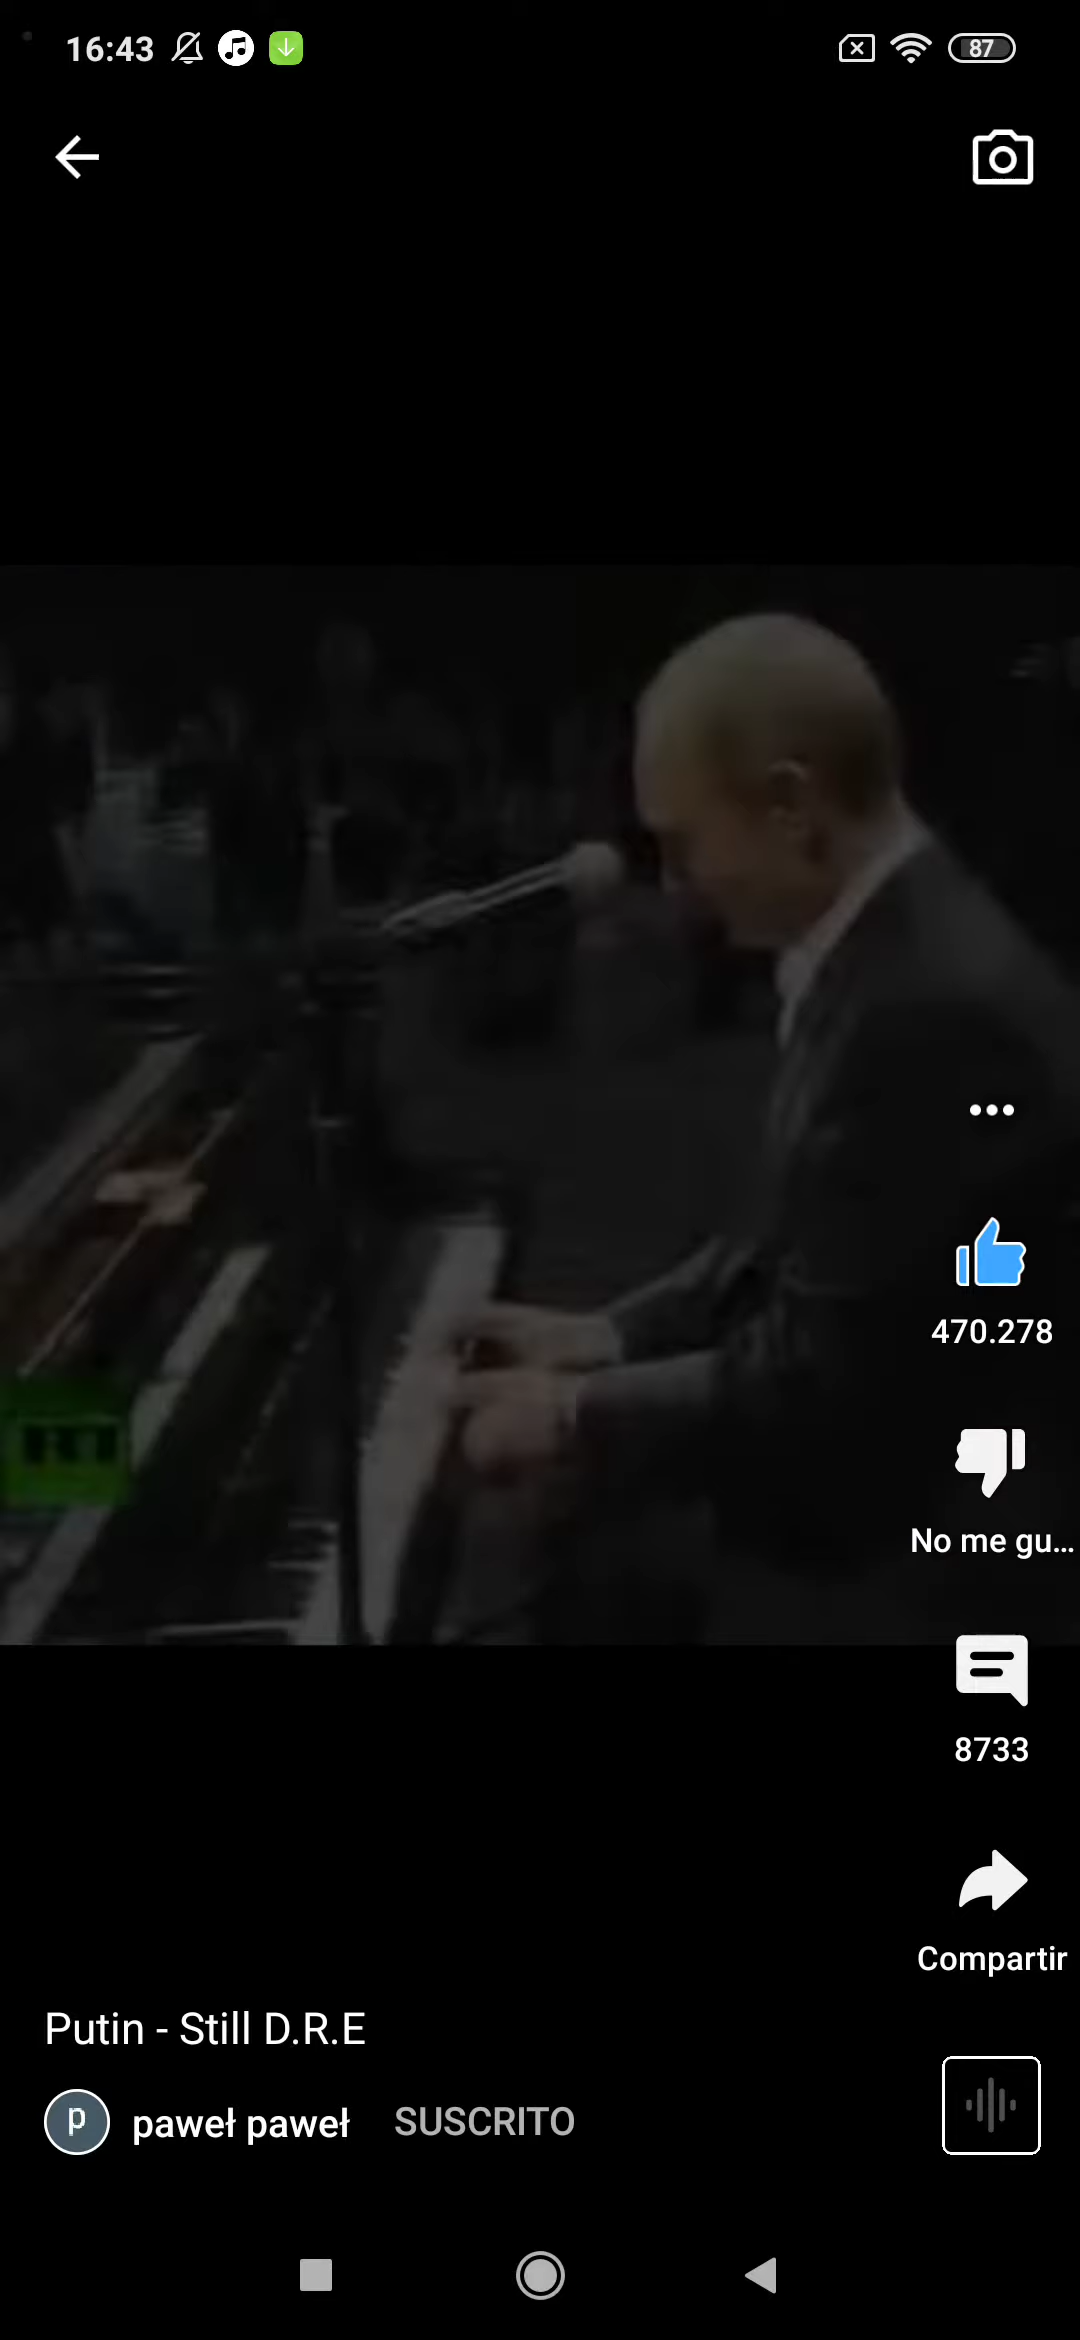 16:43
87
470.278
No me gu...
8733
Compartir
Putin - Still D.R.E
p
paweł paweł SUSCRITO